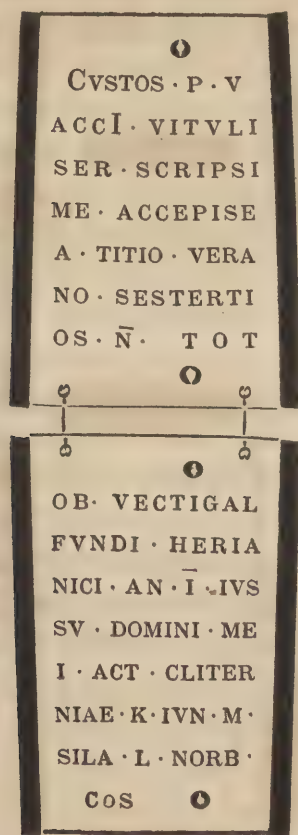 CVSTOS · P · V
ACCI · VITVLI
SER · SCRIPSI
ME · ACCEPISE
A · TITIO · VERA
NO · SESTERTI
OS · N̄ · TOT
OB · VECTIGAL
FVNDI · HERIA
NICI · AN · Ī · IVS
SV · DOMINI · ME
I · ACT · CLITER
NIAE · K · IVN · M ·
SILA · L · NORB ·
COS